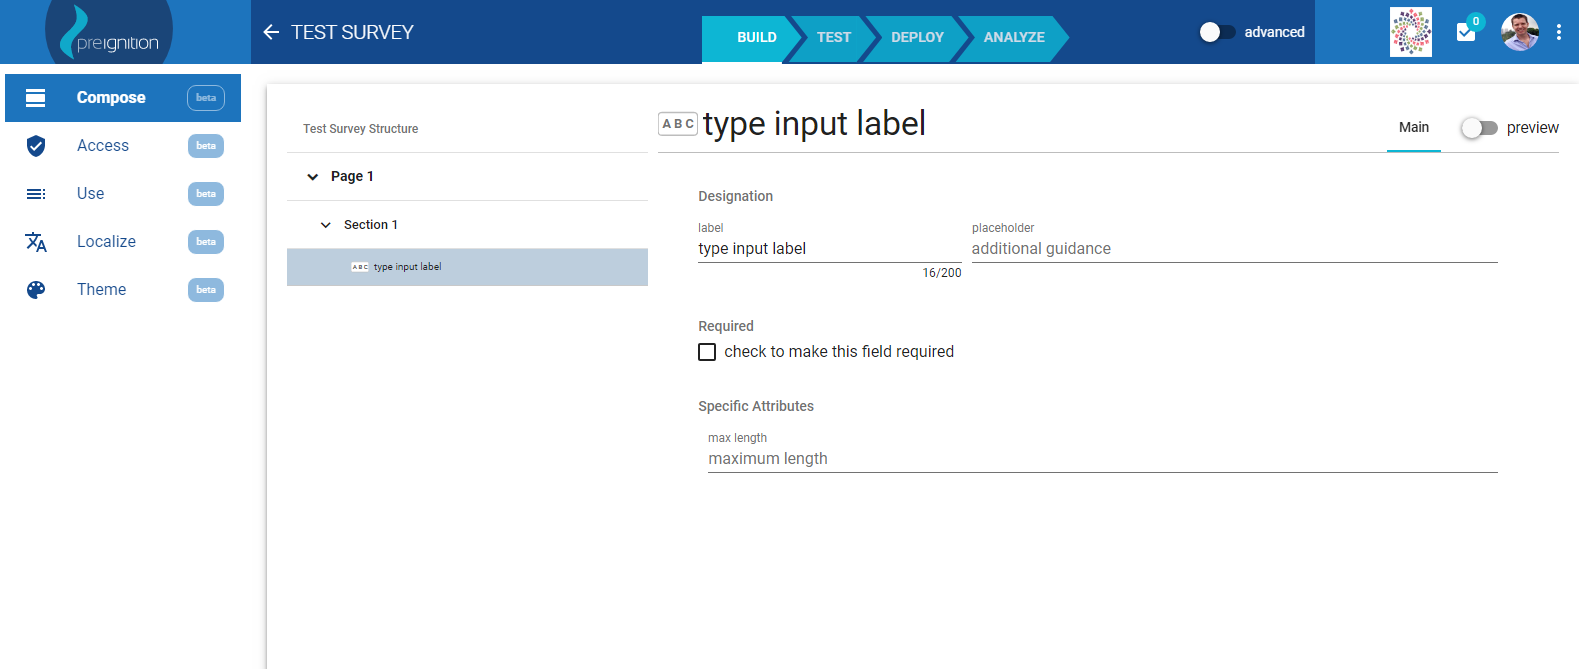 preignition
TEST SURVEY
BUILD
TEST
DEPLOY
ANALYZE
advanced
0
Compose beta
Access beta
Use beta
Localize beta
Theme beta
Test Survey Structure
Page 1
Section 1
ABC type input label
ABC type input label
Main
preview
Designation
label
type input label
16/200
placeholder
additional guidance
Required
check to make this field required
Specific Attributes
max length
maximum length